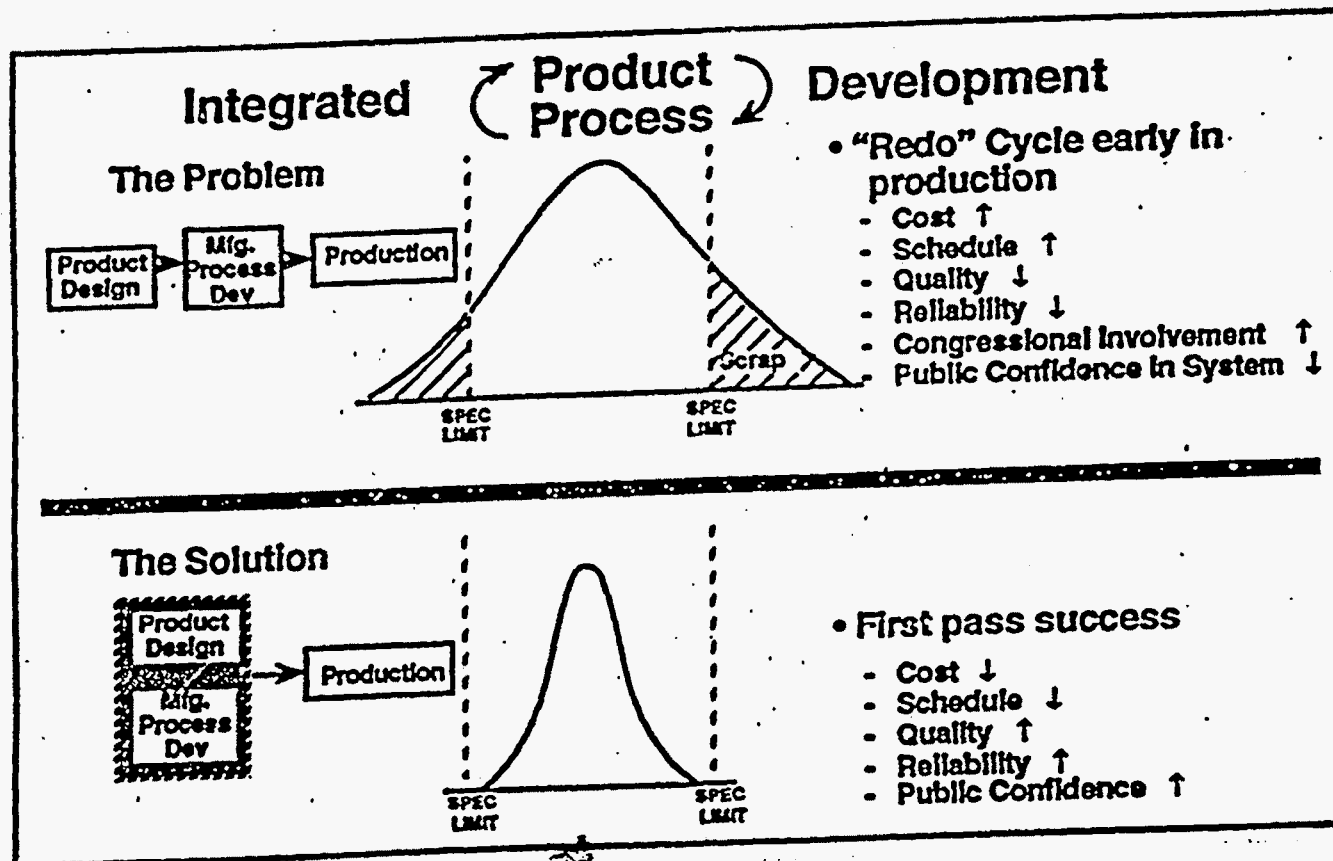 Integrated Product Process Development
The Problem
Product Design
Mfg. Process Dev
Production
SPEC LIMIT
SPEC LIMIT
Scrap
• "Redo" Cycle early in
production
- Cost ↑
- Schedule ↑
- Quality ↓
- Reliability ↓
- Congressional Involvement ↑
- Public Confidence in System ↓
The Solution
Product Design
Mfg. Process Dev
Production
SPEC LIMIT
SPEC LIMIT
• First pass success
- Cost ↓
- Schedule ↓
- Quality ↑
- Reliability ↑
- Public Confidence ↑